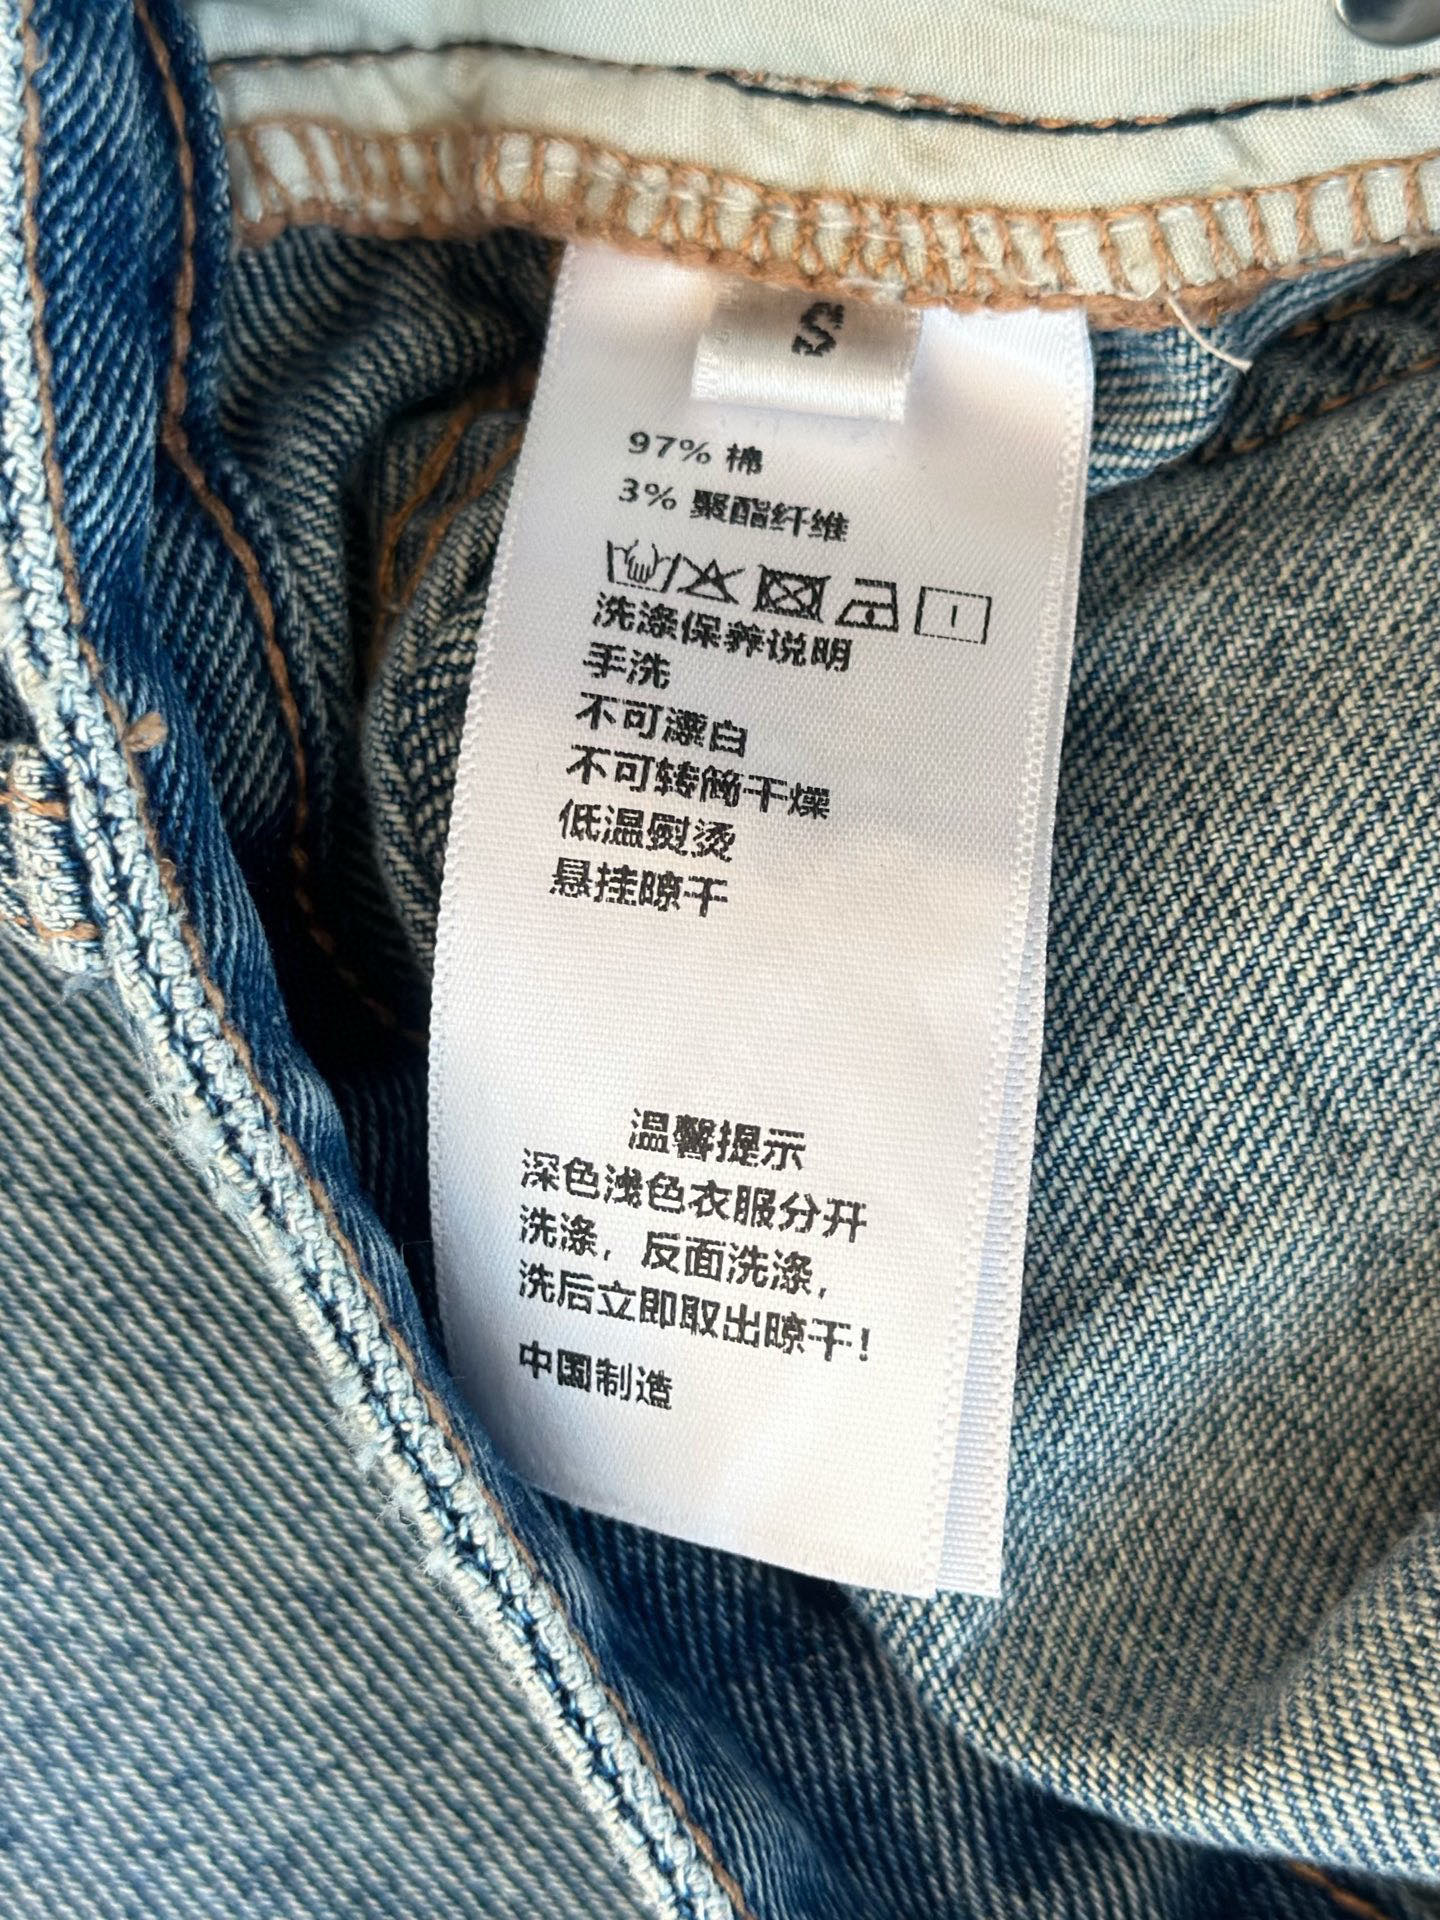 S
97% 棉
3% 聚酯纤维
洗涤保养说明
手洗
不可漂白
不可转筒干燥
低温熨烫
悬挂晾干
温馨提示
深色浅色衣服分开
洗涤，反面洗涤，
洗后立即取出晾干！
中国制造